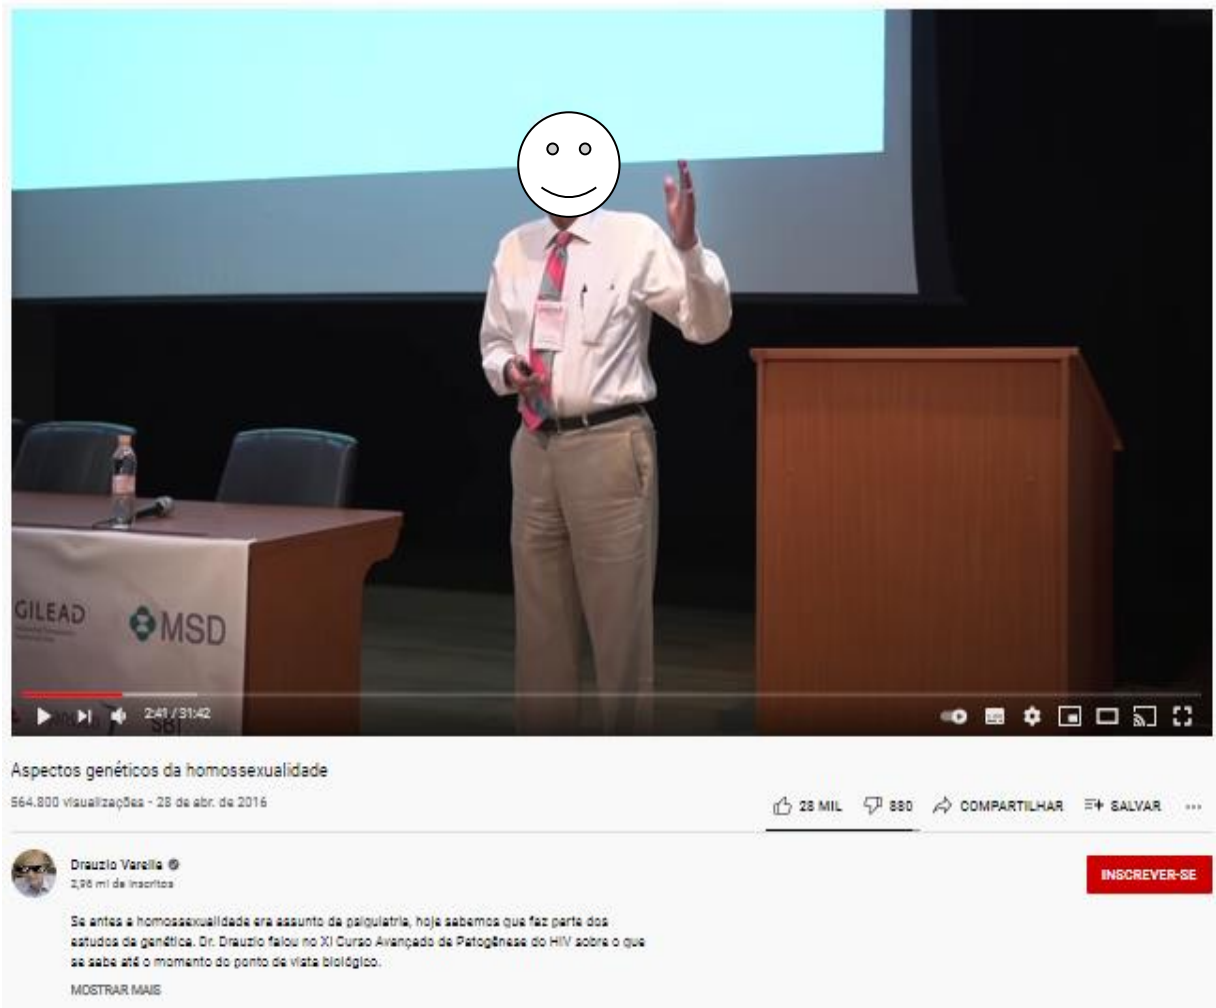 GILEAD
MSD
2:41 / 31:42
Aspectos genéticos da homossexualidade
564.800 visualizações - 28 de abr. de 2016
28 MIL
880
COMPARTILHAR
SALVAR
Drauzio Varella
2,98 mi de inscritos
INSCREVER-SE
Se antes a homossexualidade era assunto da psiquiatria, hoje sabemos que faz parte dos
estudos da genética. Dr. Drauzio falou no XI Curso Avançado de Patogênese do HIV sobre o que
se sabe até o momento do ponto de vista biológico.
MOSTRAR MAIS